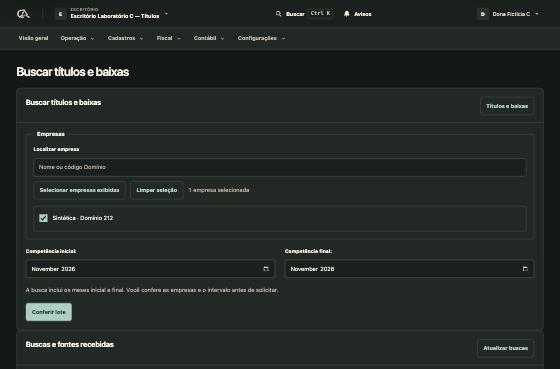 CA
E
ESCRITÓRIO
Escritório Laboratório C — Títulos
Buscar Ctrl K
Avisos
D Dona Fictícia C
Visão geral Operação Cadastros Fiscal Contábil Configurações
Buscar títulos e baixas
Buscar títulos e baixas
Títulos e baixas
Empresas
Localizar empresa
Nome ou código Domínio
Selecionar empresas exibidas Limpar seleção 1 empresa selecionada
Sintética · Domínio 212
Competência inicial: Competência final:
November 2026 November 2026
A busca inclui os meses inicial e final. Você confere as empresas e o intervalo antes de solicitar.
Conferir lote
Buscas e fontes recebidas
Atualizar buscas